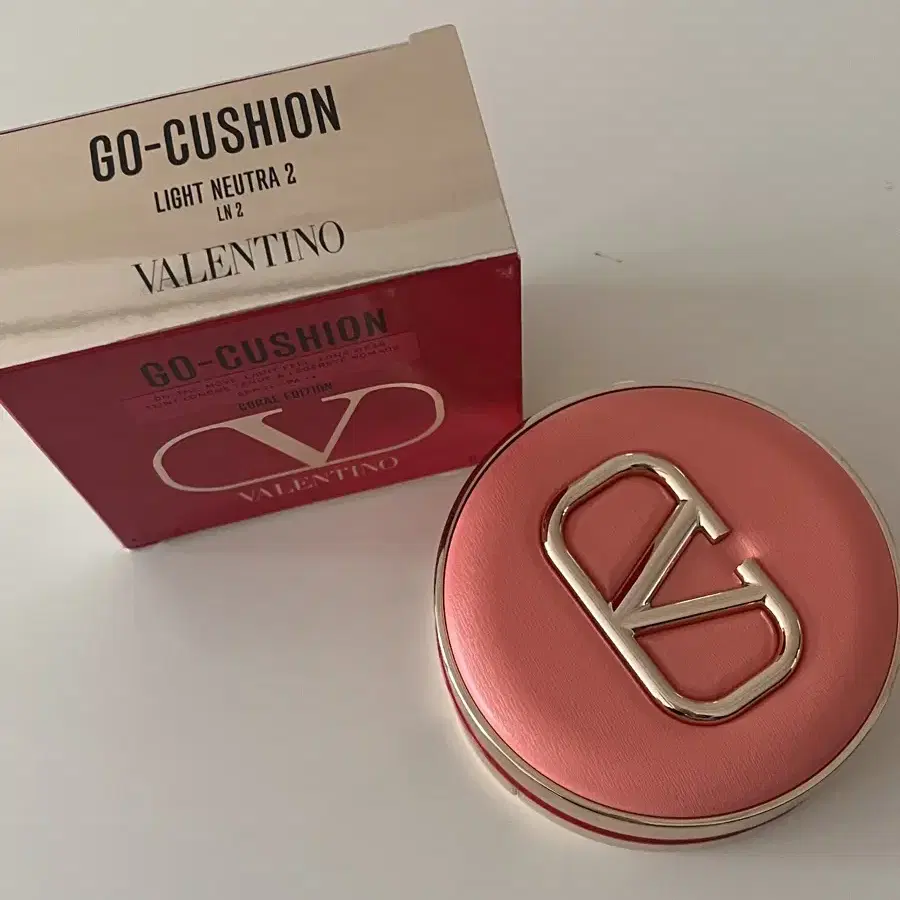 GO-CUSHION
LIGHT NEUTRA 2
LN 2
VALENTINO
GO-CUSHION
CORAL EDITION
VALENTINO